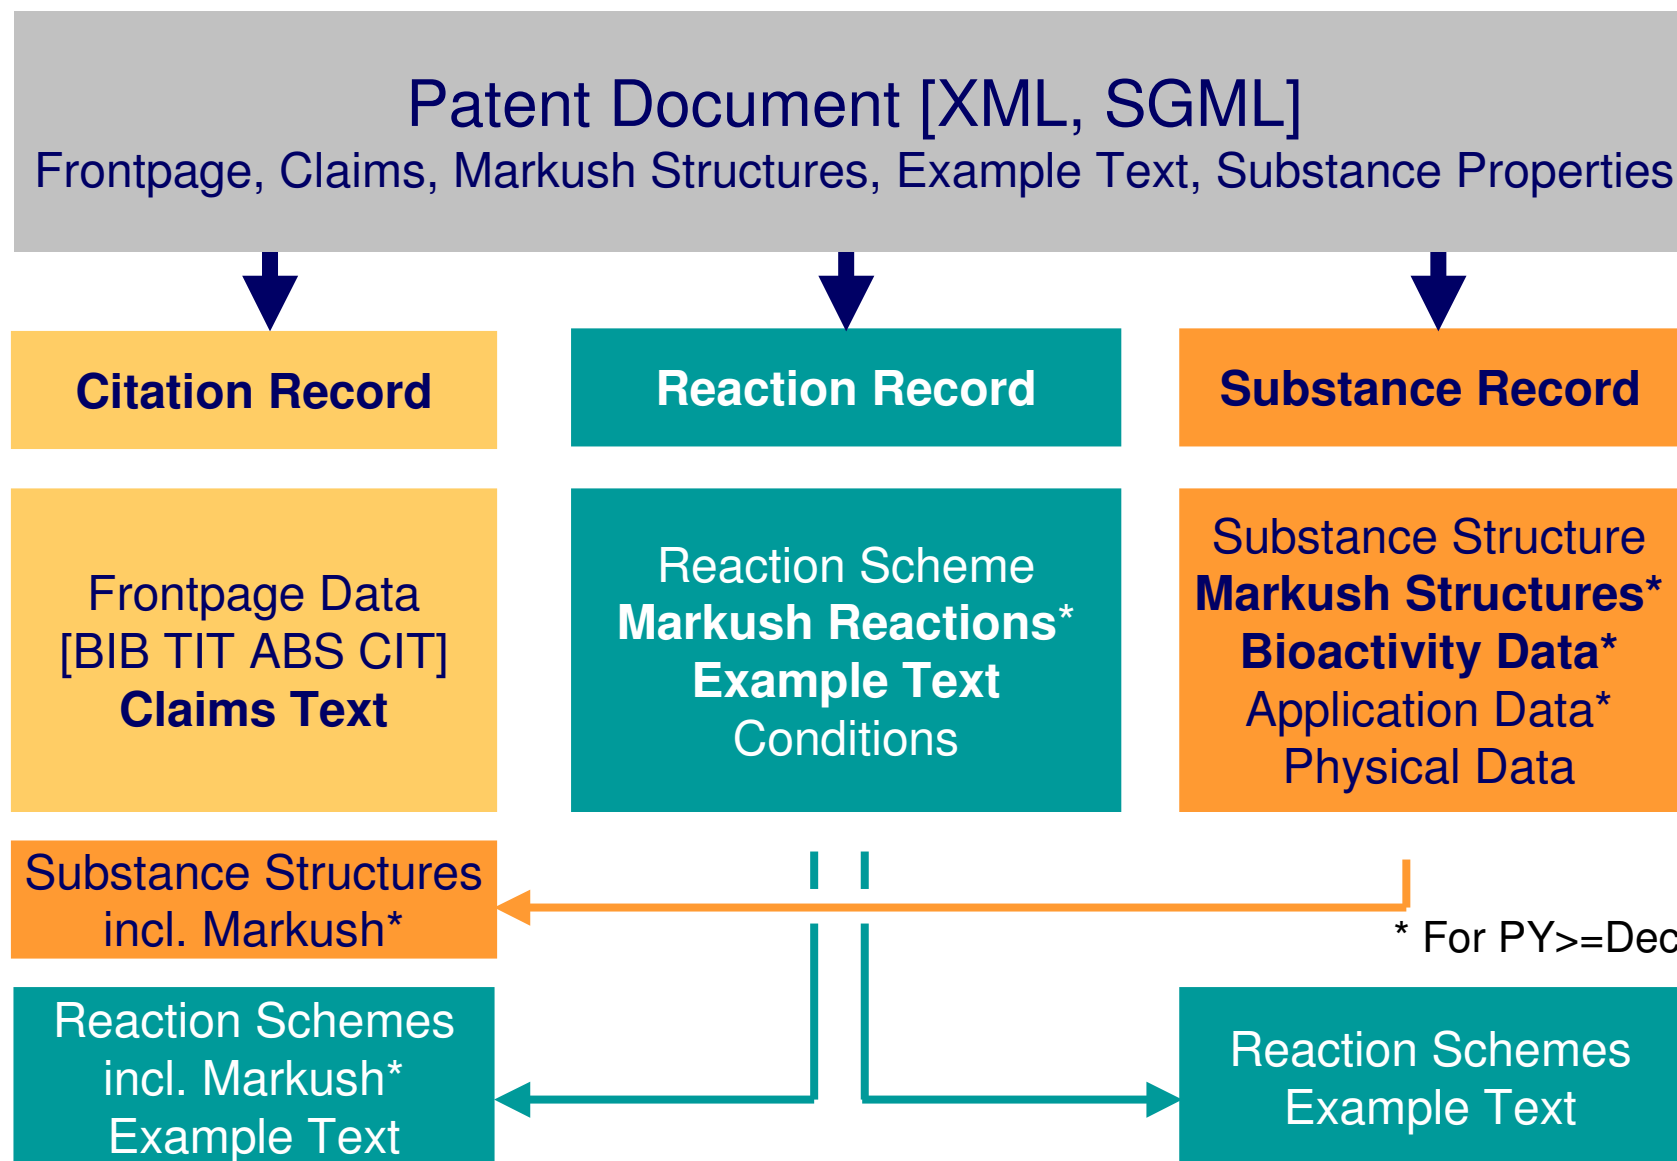 Patent Document [XML, SGML]
Frontpage, Claims, Markush Structures, Example Text, Substance Properties
Citation Record
Reaction Record
Substance Record
Frontpage Data
[BIB TIT ABS CIT]
Claims Text
Reaction Scheme
Markush Reactions*
Example Text
Conditions
Substance Structure
Markush Structures*
Bioactivity Data*
Application Data*
Physical Data
Substance Structures
incl. Markush*
* For PY>=Dec
Reaction Schemes
incl. Markush*
Example Text
Reaction Schemes
Example Text